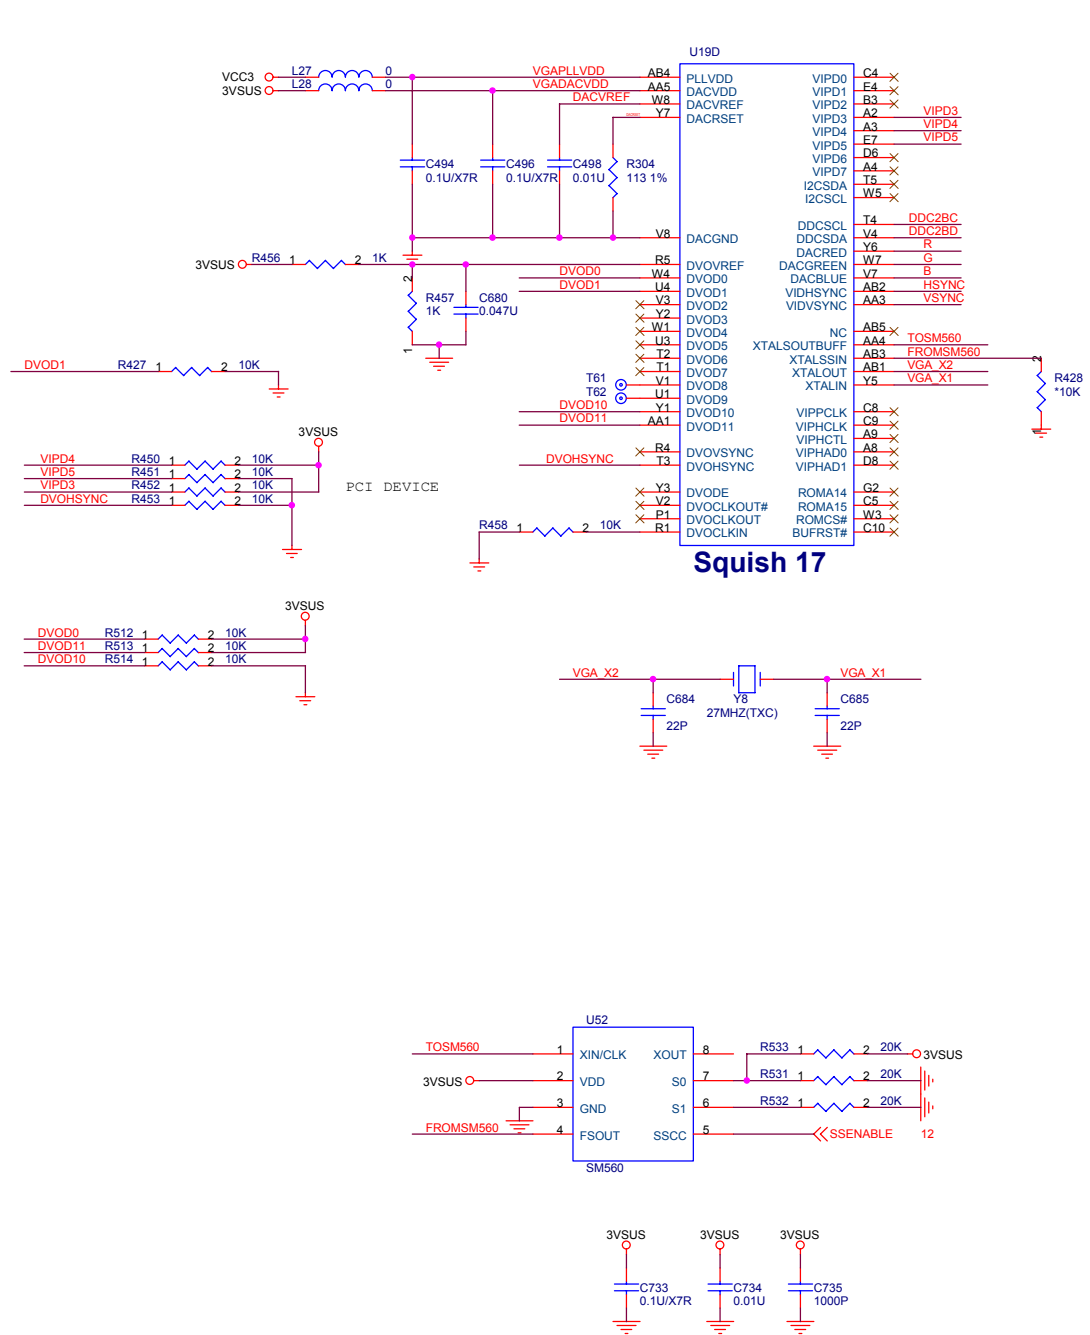 U19D
VCC3 L27 0 VGAPLLVDD AB4 PLLVDD VIPD0 C4
3VSUS L28 0 VGADACVDD AA5 DACVDD VIPD1 E4
DACVREF W8 DACVREF VIPD2 B3
Y7 DACRSET VIPD3 A2 VIPD3
VIPD4 A3 VIPD4
VIPD5 E7 VIPD5
VIPD6 D6
VIPD7 A4
I2CSDA T5
I2CSCL W5
C494 C496 C498 R304
0.1U/X7R 0.1U/X7R 0.01U 113 1%
DDCSCL T4 DDC2BC
V8 DACGND DDCSDA V4 DDC2BD
DACRED Y6 R
3VSUS R456 1 2 1K R5 DVOVREF DACGREEN W7 G
DVOD0 W4 DVOD0 DACBLUE V7 B
DVOD1 U4 DVOD1 VIDHSYNC AB2 HSYNC
V3 DVOD2 VIDVSYNC AA3 VSYNC
2 R457 C680
1K 0.047U
1
Y2 DVOD3
W1 DVOD4 NC AB5
U3 DVOD5 XTALSOUTBUFF AA4 TOSM560
T2 DVOD6 XTALSSIN AB3 FROMSM560
T1 DVOD7 XTALOUT AB1 VGA_X2
T61 V1 DVOD8 XTALIN Y5 VGA_X1
T62 U1 DVOD9
2 R428
*10K
1
DVOD1 R427 1 2 10K
DVOD10 Y1 DVOD10 VIPPCLK C8
DVOD11 AA1 DVOD11 VIPHCLK C9
VIPHCTL A9
R4 DVOVSYNC VIPHAD0 A8
DVOHSYNC T3 DVOHSYNC VIPHAD1 D8
Y3 DVODE ROMA14 G2
V2 DVOCLKOUT# ROMA15 C5
P1 DVOCLKOUT ROMCS# W3
R458 1 2 10K R1 DVOCLKIN BUFRST# C10
Squish 17
3VSUS
VIPD4 R450 1 2 10K
VIPD5 R451 1 2 10K
VIPD3 R452 1 2 10K
DVOHSYNC R453 1 2 10K
PCI DEVICE
3VSUS
DVOD0 R512 1 2 10K
DVOD11 R513 1 2 10K
DVOD10 R514 1 2 10K
VGA_X2 VGA_X1
C684 Y8 C685
27MHZ(TXC)
22P 22P
U52
TOSM560 1 XIN/CLK XOUT 8 R533 1 2 20K 3VSUS
3VSUS 2 VDD S0 7 R531 1 2 20K
3 GND S1 6 R532 1 2 20K
FROMSM560 4 FSOUT SSCC 5 SSENABLE 12
SM560
3VSUS 3VSUS 3VSUS
C733 C734 C735
0.1U/X7R 0.01U 1000P